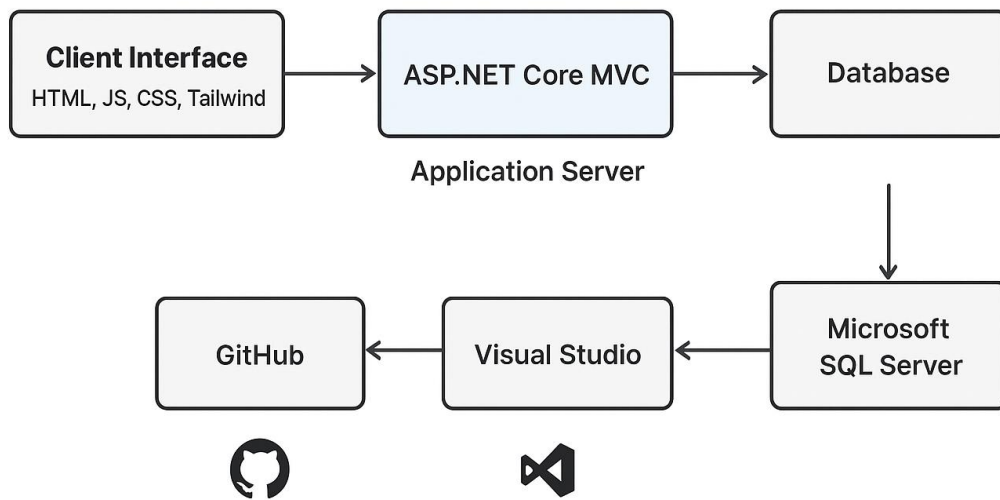 Client Interface
HTML, JS, CSS, Tailwind
ASP.NET Core MVC
Application Server
Database
Microsoft
SQL Server
Visual Studio
GitHub